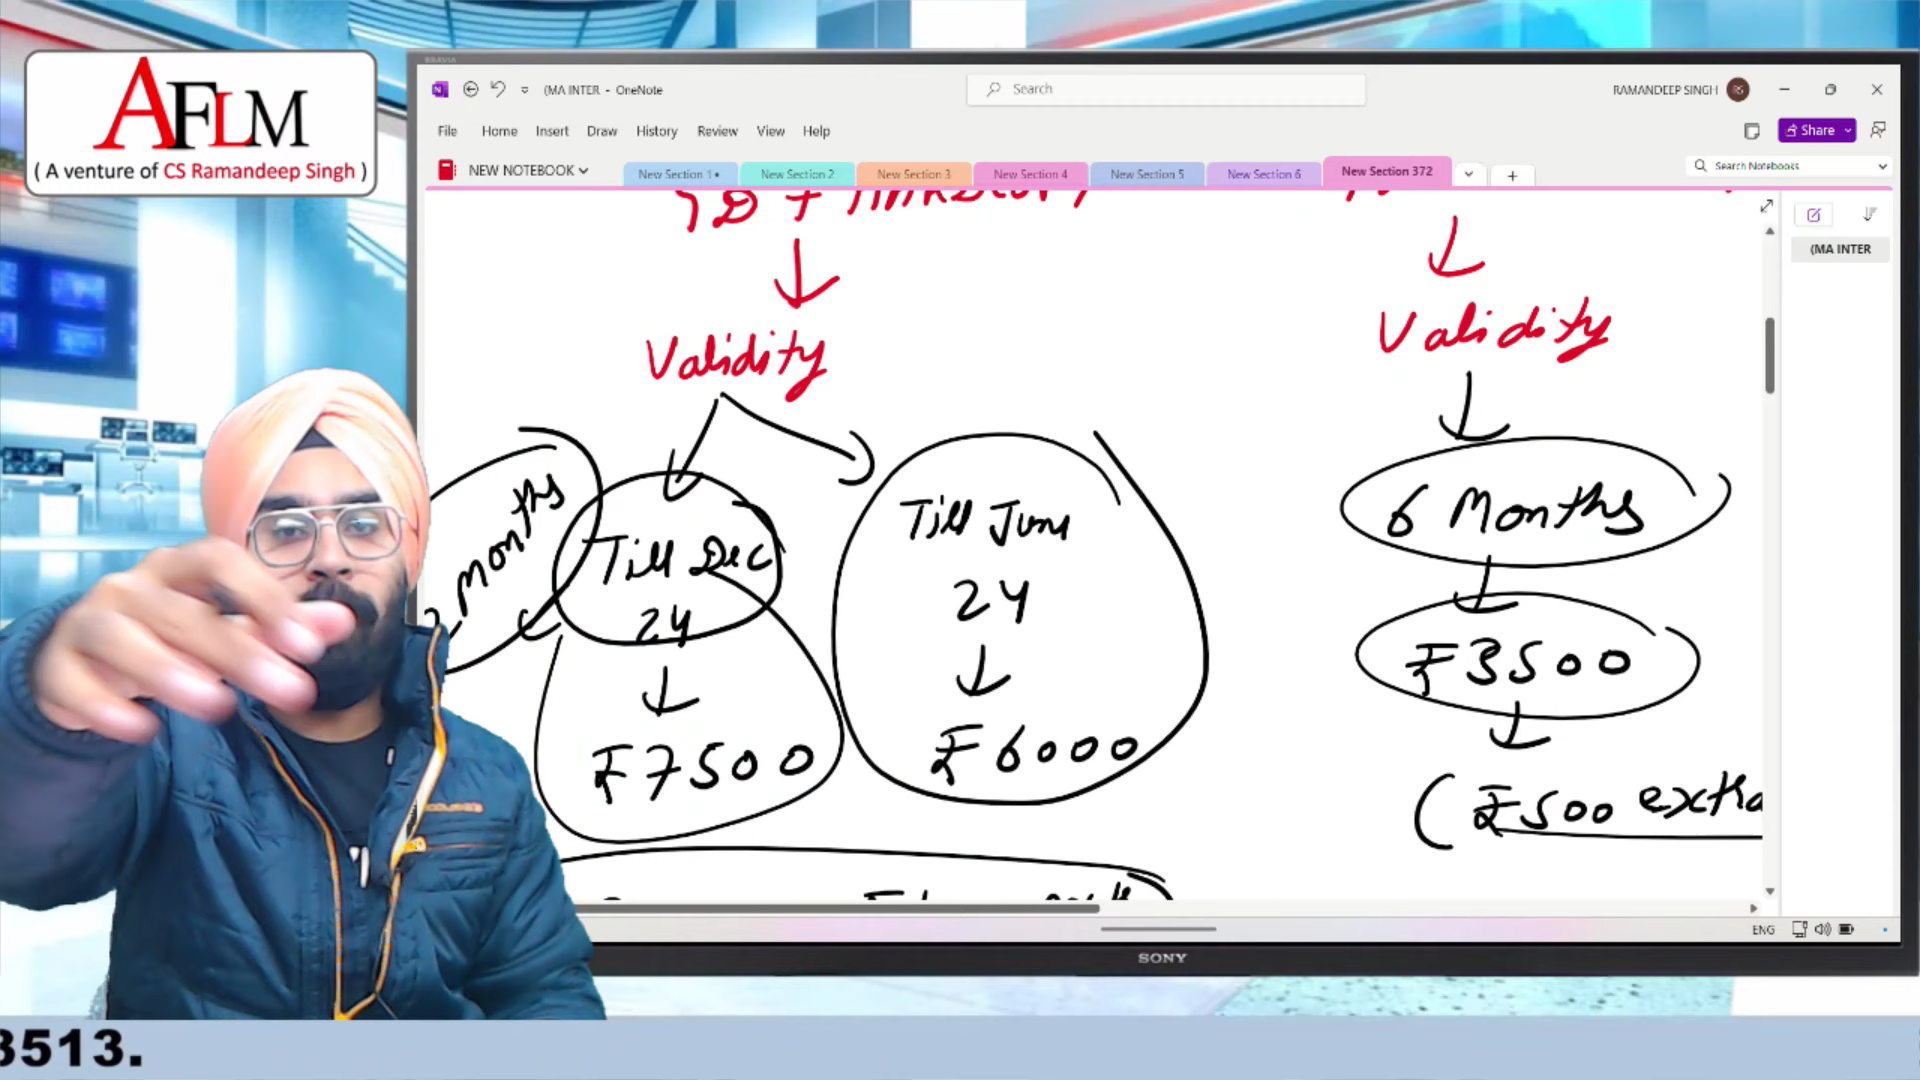 AFLM
( A venture of CS Ramandeep Singh )
BRAVIA
(MA INTER - OneNote
Search
RAMANDEEP SINGH
RS
File Home Insert Draw History Review View Help
Share
NEW NOTEBOOK
New Section 1
New Section 2
New Section 3
New Section 4
New Section 5
New Section 6
New Section 372
Search Notebooks
(MA INTER
Validity
Validity
Months
Till Dec
24
₹7500
Till June
24
₹6000
6 Months
₹3500
(₹500 extra
ENG
SONY
3513.